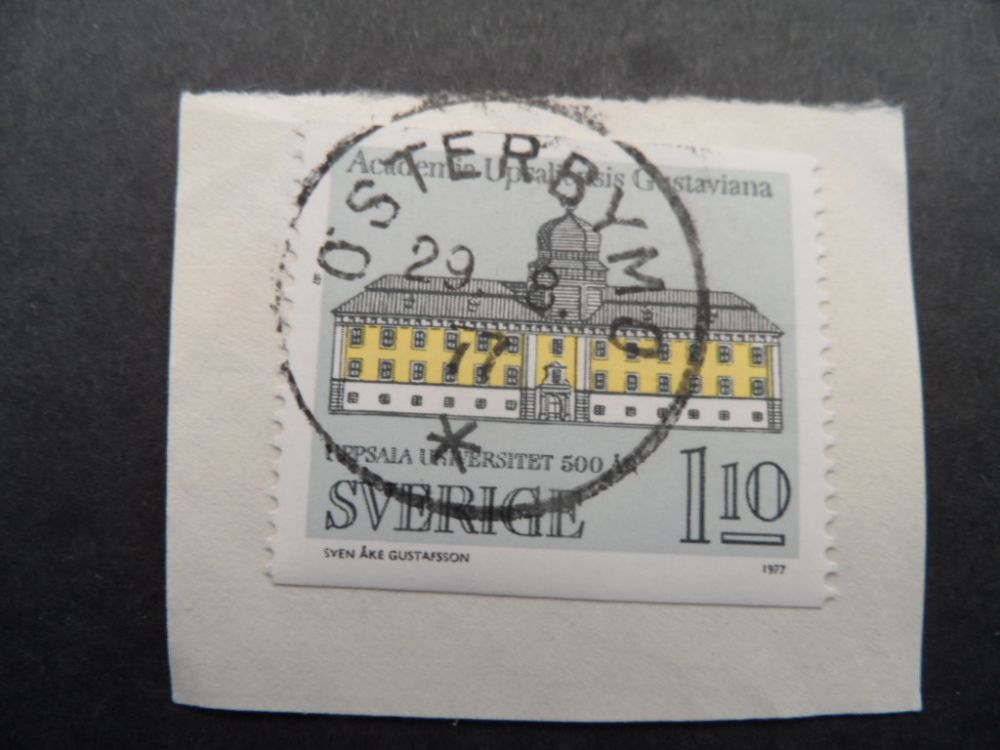 Academia Upsaliensis Gustaviana
ÖSTERBYMO
29. 8.
77
UPPSALA UNIVERSITET 500 ÅR
SVERIGE
1 10
SVEN ÅKE GUSTAFSSON
1977